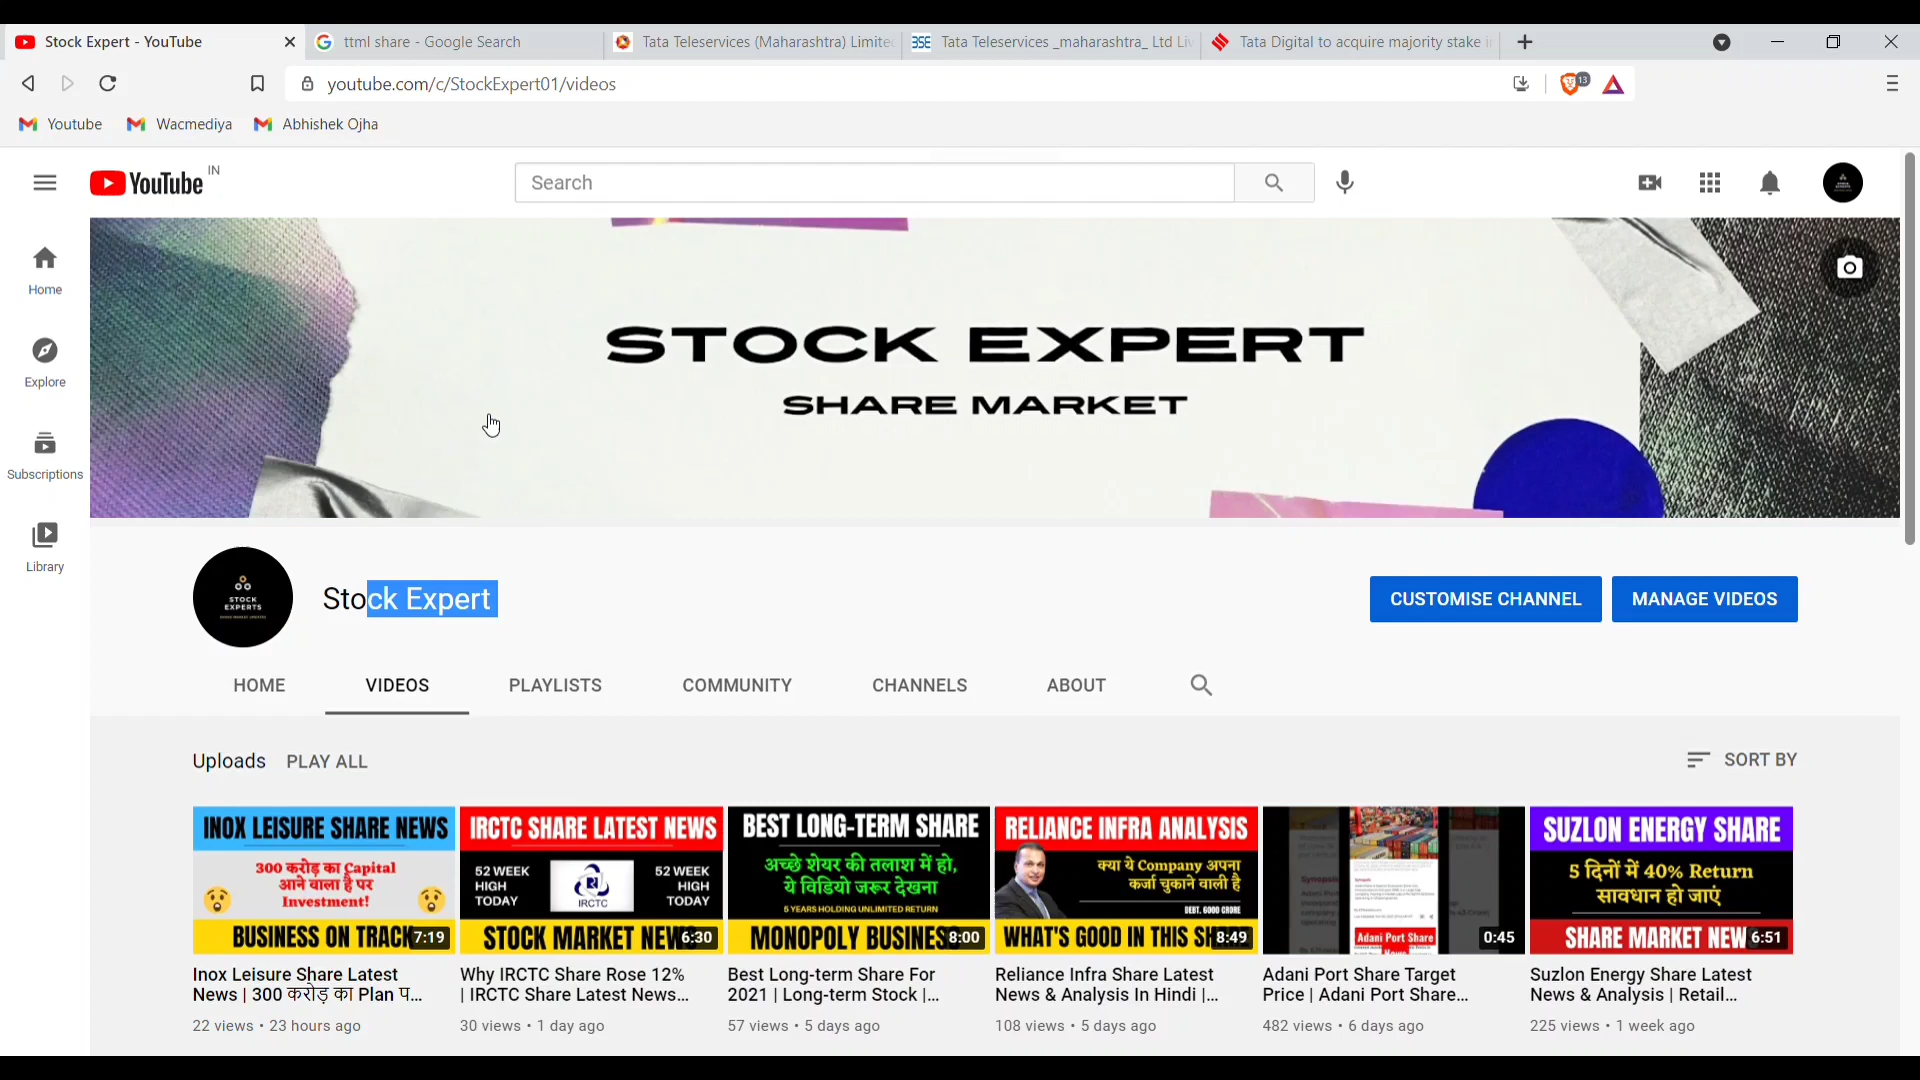 Stock Expert - YouTube
ttml share - Google Search
Tata Teleservices (Maharashtra) Limite
BSE Tata Teleservices _maharashtra_ Ltd Li
Tata Digital to acquire majority stake i
youtube.com/c/StockExpert01/videos
13
Youtube
Wacmediya
Abhishek Ojha
YouTube IN
Search
Home
Explore
Subscriptions
Library
STOCK EXPERT
SHARE MARKET
STOCK
EXPERTS
Stock Expert
CUSTOMISE CHANNEL
MANAGE VIDEOS
HOME
VIDEOS
PLAYLISTS
COMMUNITY
CHANNELS
ABOUT
Uploads
PLAY ALL
SORT BY
INOX LEISURE SHARE NEWS
300 करोड़ का Capital
आने वाला है पर
Investment!
BUSINESS ON TRACK
7:19
Inox Leisure Share Latest
News | 300 करोड़ का Plan प...
22 views • 23 hours ago
IRCTC SHARE LATEST NEWS
52 WEEK
HIGH
TODAY
IRCTC
52 WEEK
HIGH
TODAY
STOCK MARKET NEW
6:30
Why IRCTC Share Rose 12%
| IRCTC Share Latest News...
30 views • 1 day ago
BEST LONG-TERM SHARE
अच्छे शेयर की तलाश में हो,
ये विडियो जरूर देखना
5 YEARS HOLDING UNLIMITED RETURN
MONOPOLY BUSINES
8:00
Best Long-term Share For
2021 | Long-term Stock |...
57 views • 5 days ago
RELIANCE INFRA ANALYSIS
क्या ये Company अपना
कर्जा चुकाने वाली है
DEBT. 6000 CRORE
WHAT'S GOOD IN THIS SH
8:49
Reliance Infra Share Latest
News & Analysis In Hindi |...
108 views • 5 days ago
Adani Port Share
0:45
Adani Port Share Target
Price | Adani Port Share...
482 views • 6 days ago
SUZLON ENERGY SHARE
5 दिनों में 40% Return
सावधान हो जाएं
SHARE MARKET NEW
6:51
Suzlon Energy Share Latest
News & Analysis | Retail...
225 views • 1 week ago